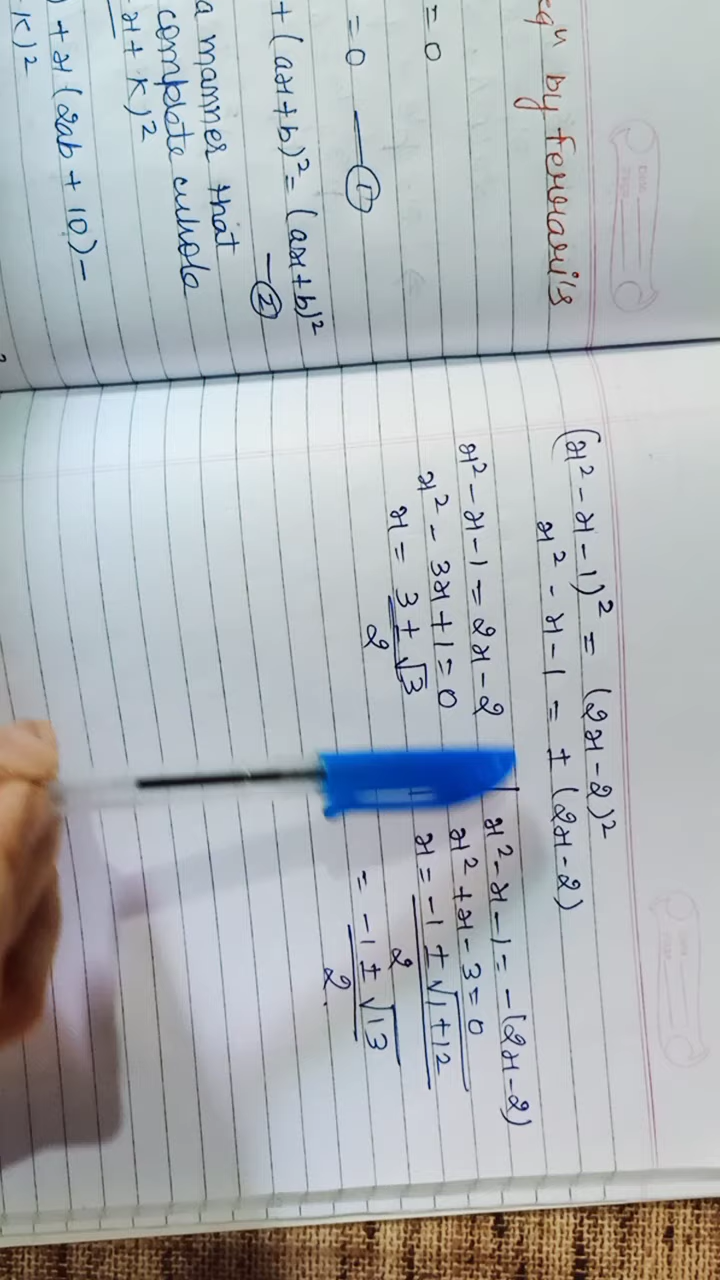 eqⁿ by Ferrari's
= 0
= 0 —①
+ (ax+b)² = (ax+b)²
—②
a manner that
complete whole
x + k)²
) + x (2ab + 10) -
k)²
(x² - x - 1)² = (2x - 2)²
x² - x - 1 = ± (2x - 2)
x² - x - 1 = 2x - 2
x² - 3x + 1 = 0
x = 3 ± √3
2
x² - x - 1 = -(2x - 2)
x² + x - 3 = 0
x = -1 ± √1+12
2
= -1 ± √13
2.